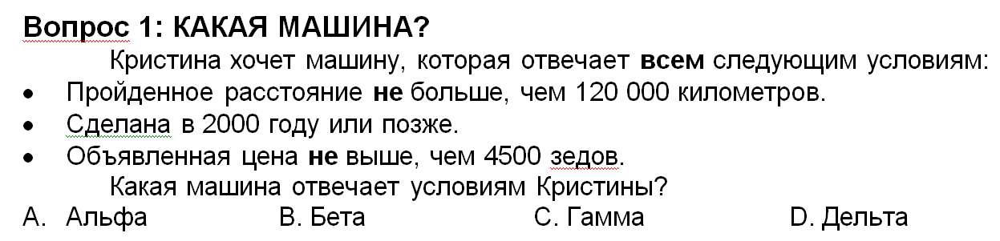 Вопрос 1: КАКАЯ МАШИНА?
Кристина хочет машину, которая отвечает всем следующим условиям:
• Пройденное расстояние не больше, чем 120 000 километров.
• Сделана в 2000 году или позже.
• Объявленная цена не выше, чем 4500 зедов.
Какая машина отвечает условиям Кристины?
A. Альфа B. Бета C. Гамма D. Дельта